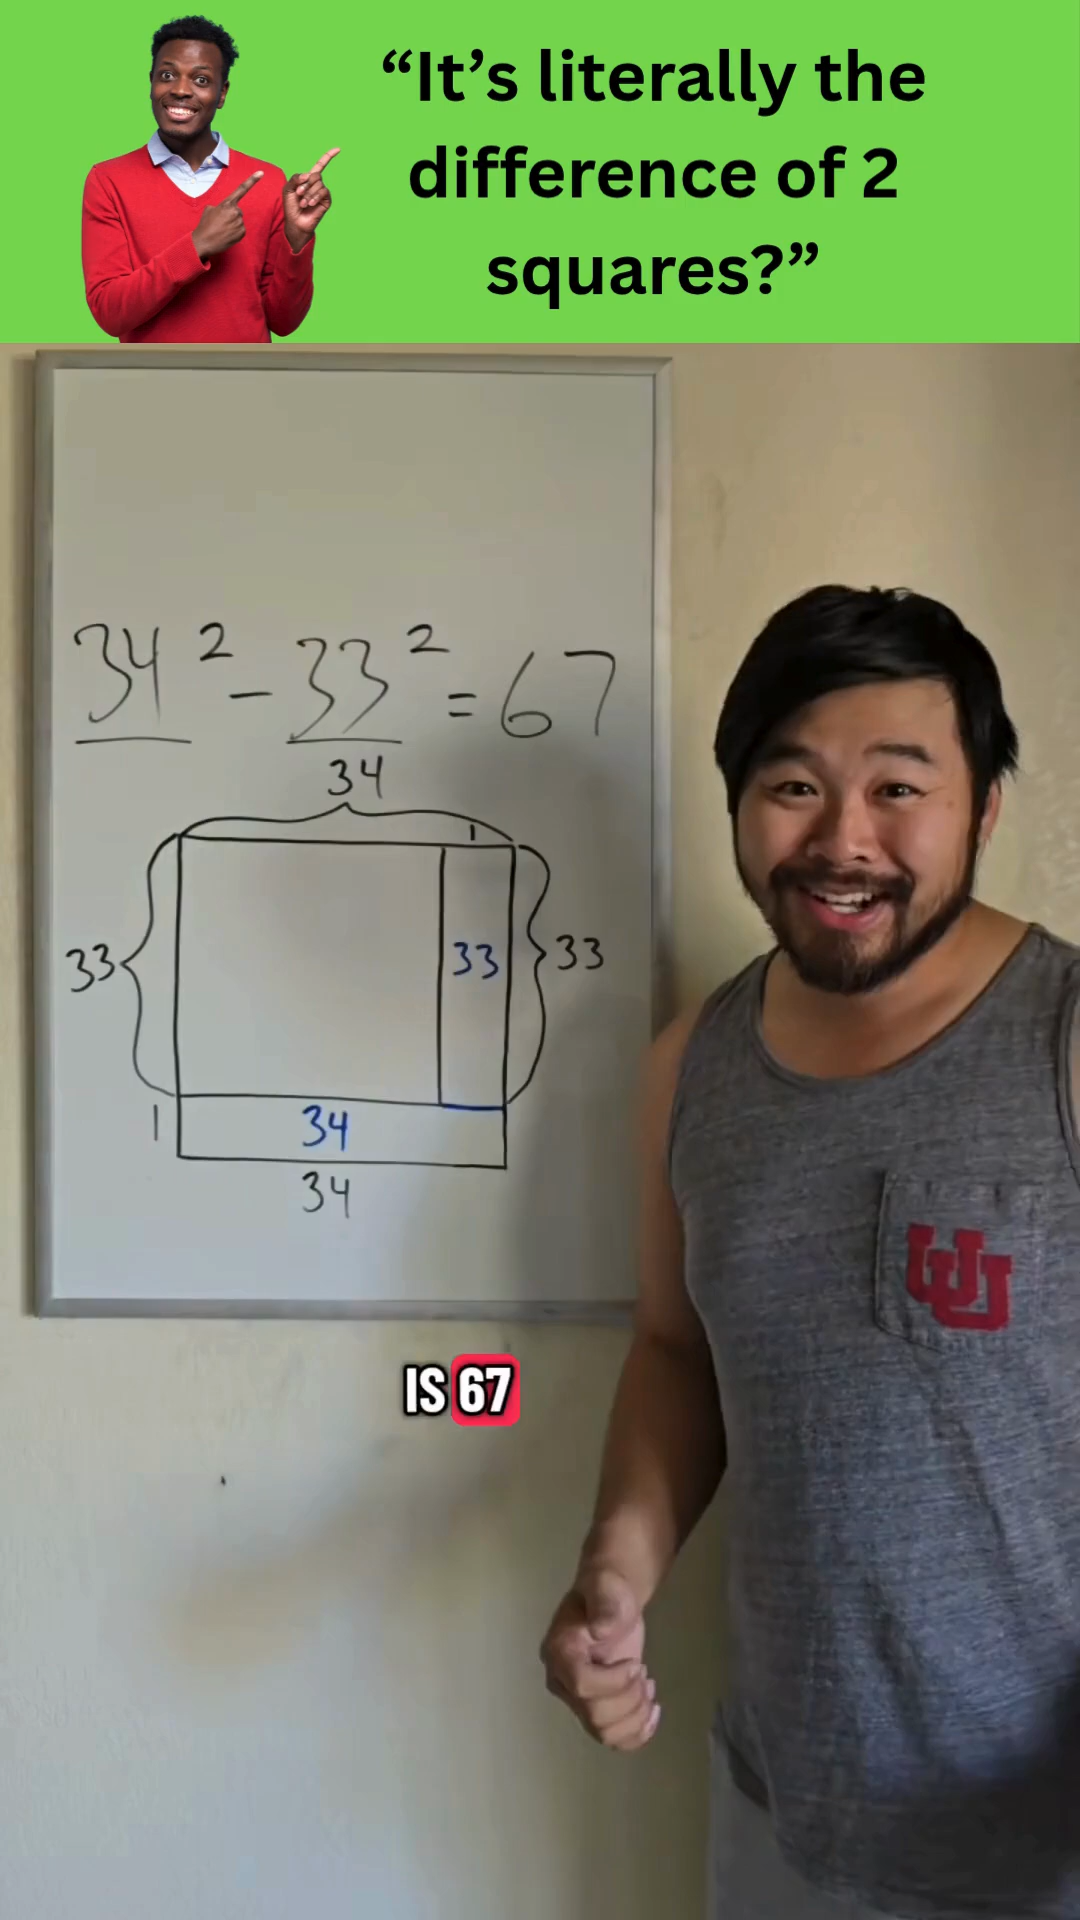 “It’s literally the
difference of 2
squares?”
34² - 33² = 67
34
1
33
33
33
1
34
34
IS 67
U